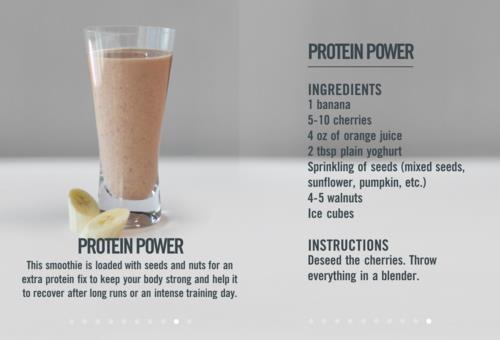 PROTEIN POWER
This smoothie is loaded with seeds and nuts for an
extra protein fix to keep your body strong and help it
to recover after long runs or an intense training day.
PROTEIN POWER
INGREDIENTS
1 banana
5-10 cherries
4 oz of orange juice
2 tbsp plain yoghurt
Sprinkling of seeds (mixed seeds,
sunflower, pumpkin, etc.)
4-5 walnuts
Ice cubes
INSTRUCTIONS
Deseed the cherries. Throw
everything in a blender.